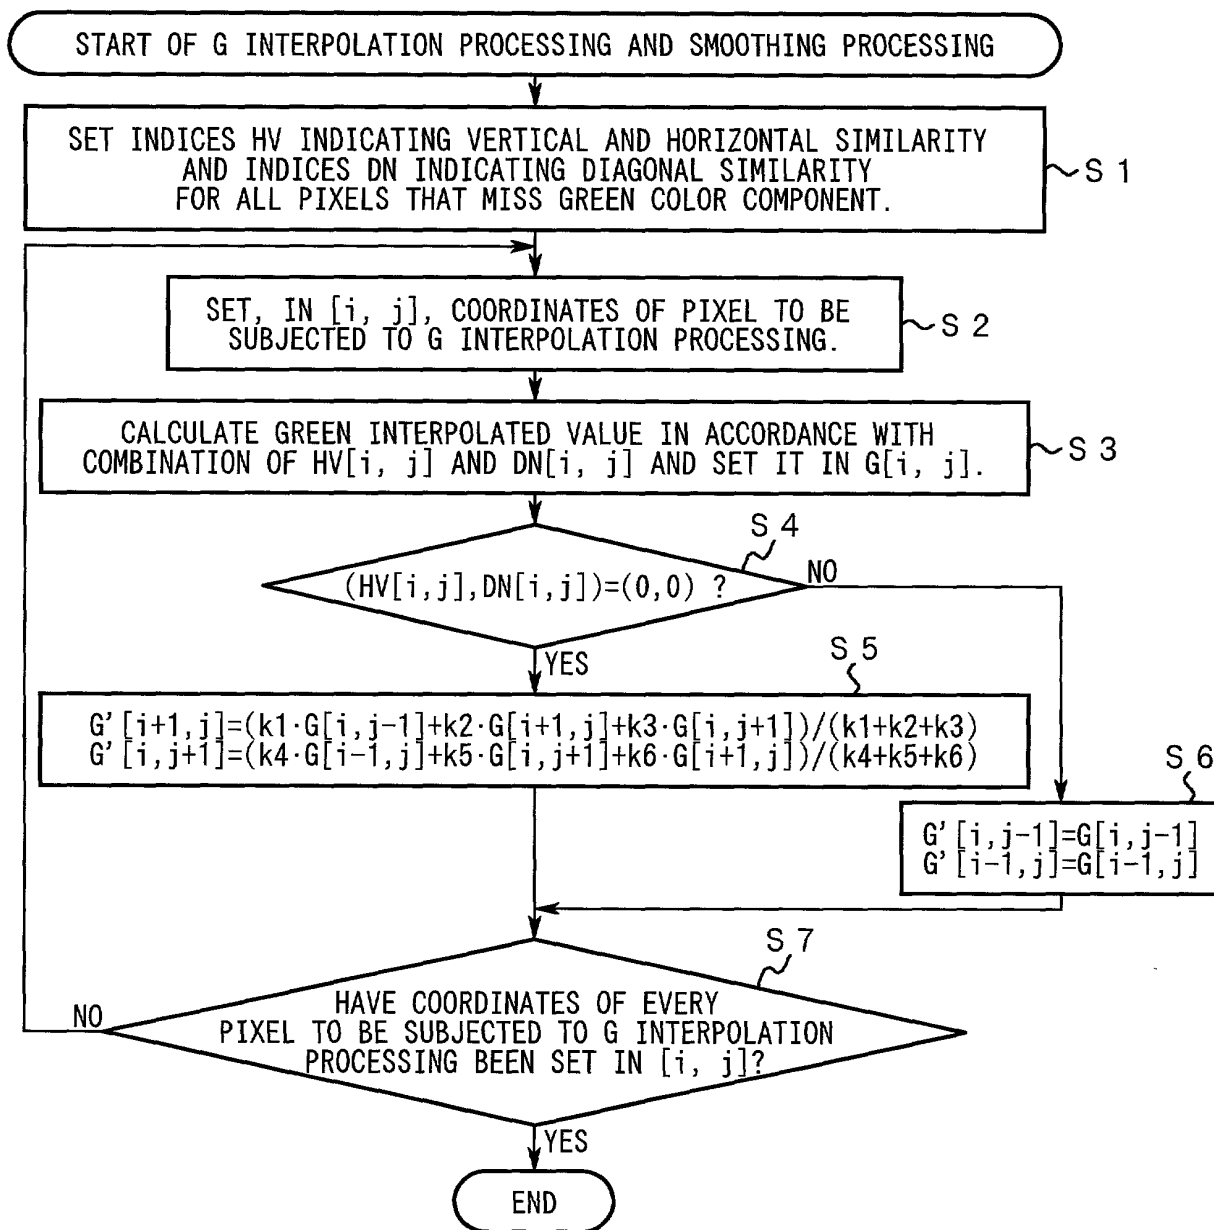 START OF G INTERPOLATION PROCESSING AND SMOOTHING PROCESSING
SET INDICES HV INDICATING VERTICAL AND HORIZONTAL SIMILARITY
AND INDICES DN INDICATING DIAGONAL SIMILARITY
FOR ALL PIXELS THAT MISS GREEN COLOR COMPONENT.
S 1
SET, IN [i, j], COORDINATES OF PIXEL TO BE
SUBJECTED TO G INTERPOLATION PROCESSING.
S 2
CALCULATE GREEN INTERPOLATED VALUE IN ACCORDANCE WITH
COMBINATION OF HV[i, j] AND DN[i, j] AND SET IT IN G[i, j].
S 3
S 4
(HV[i,j],DN[i,j])=(0,0) ?
NO
YES
S 5
G'[i+1,j]=(k1·G[i,j-1]+k2·G[i+1,j]+k3·G[i,j+1])/(k1+k2+k3)
G'[i,j+1]=(k4·G[i-1,j]+k5·G[i,j+1]+k6·G[i+1,j])/(k4+k5+k6)
S 6
G'[i,j-1]=G[i,j-1]
G'[i-1,j]=G[i-1,j]
S 7
HAVE COORDINATES OF EVERY
PIXEL TO BE SUBJECTED TO G INTERPOLATION
PROCESSING BEEN SET IN [i, j]?
NO
YES
END